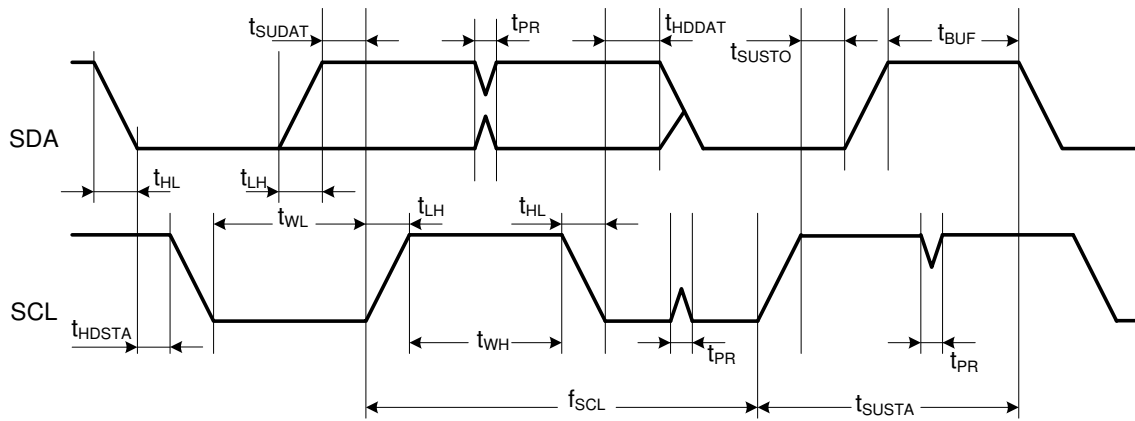 tSUDAT
tPR
tHDDAT
tSUSTO
tBUF
SDA
tHL
tLH
tWL
tLH
tHL
SCL
tHDSTA
tWH
tPR
tPR
fSCL
tSUSTA